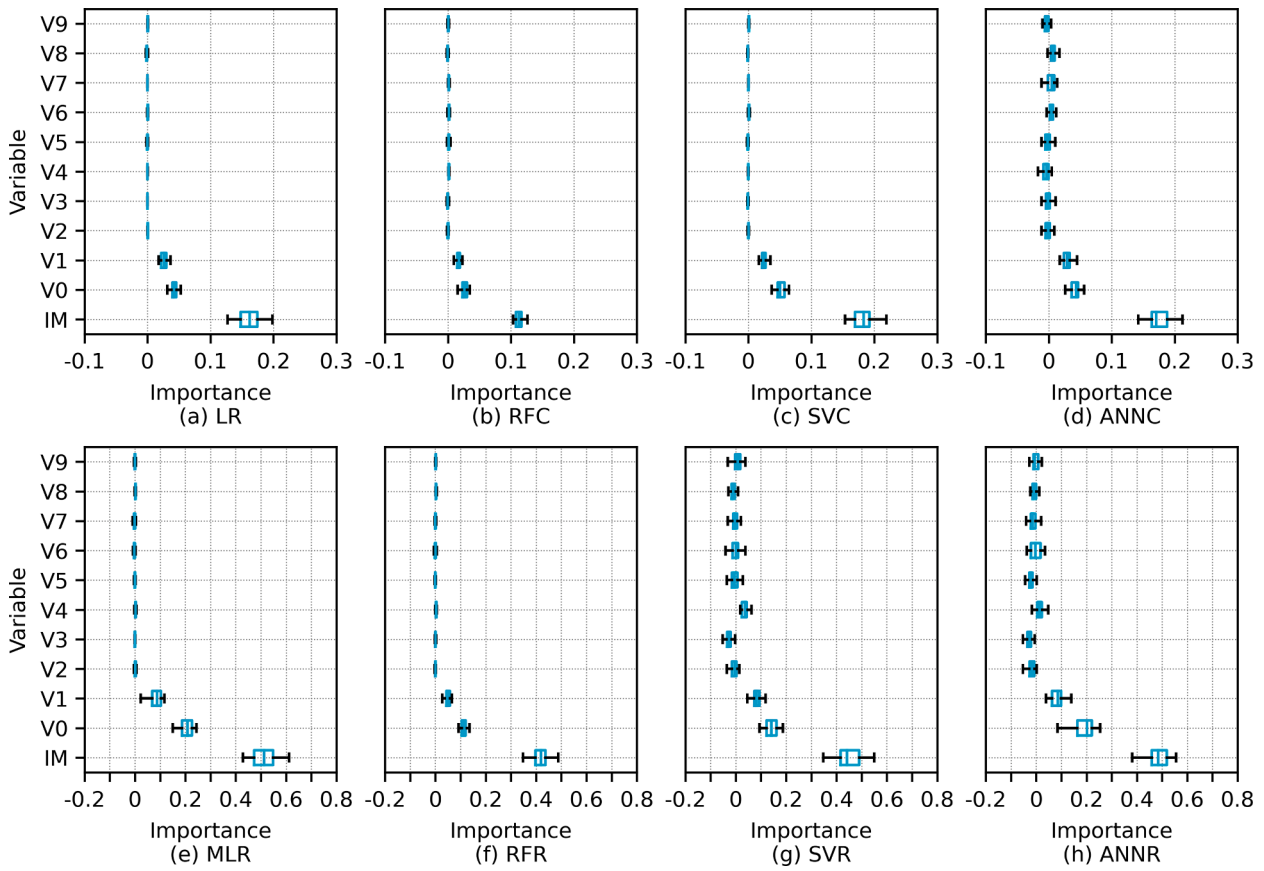 V9
V8
V7
V6
V5
V4
V3
V2
V1
V0
IM
Variable
-0.1 0 0.1 0.2 0.3
Importance
(a) LR
-0.1 0 0.1 0.2 0.3
Importance
(b) RFC
-0.1 0 0.1 0.2 0.3
Importance
(c) SVC
-0.1 0 0.1 0.2 0.3
Importance
(d) ANNC
V9
V8
V7
V6
V5
V4
V3
V2
V1
V0
IM
Variable
-0.2 0 0.2 0.4 0.6 0.8
Importance
(e) MLR
-0.2 0 0.2 0.4 0.6 0.8
Importance
(f) RFR
-0.2 0 0.2 0.4 0.6 0.8
Importance
(g) SVR
-0.2 0 0.2 0.4 0.6 0.8
Importance
(h) ANNR